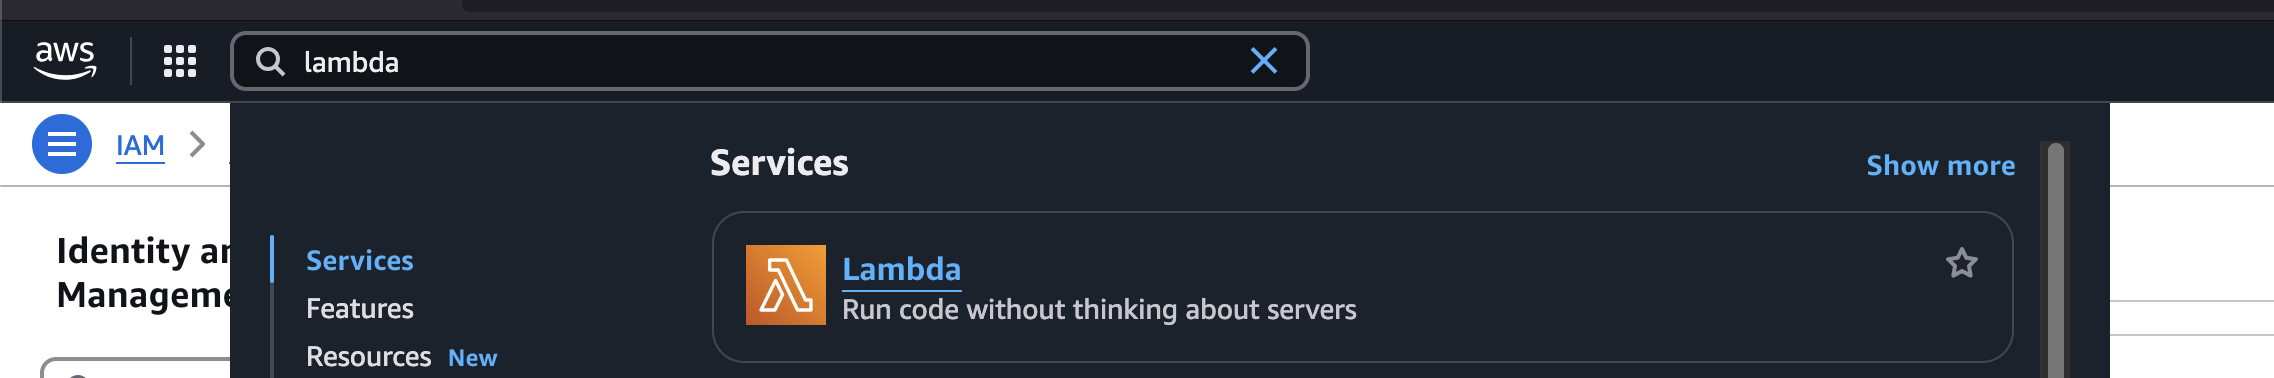 aws
lambda
IAM
Services
Show more
Identity a
Manageme
Services
Features
Resources New
Lambda
Run code without thinking about servers